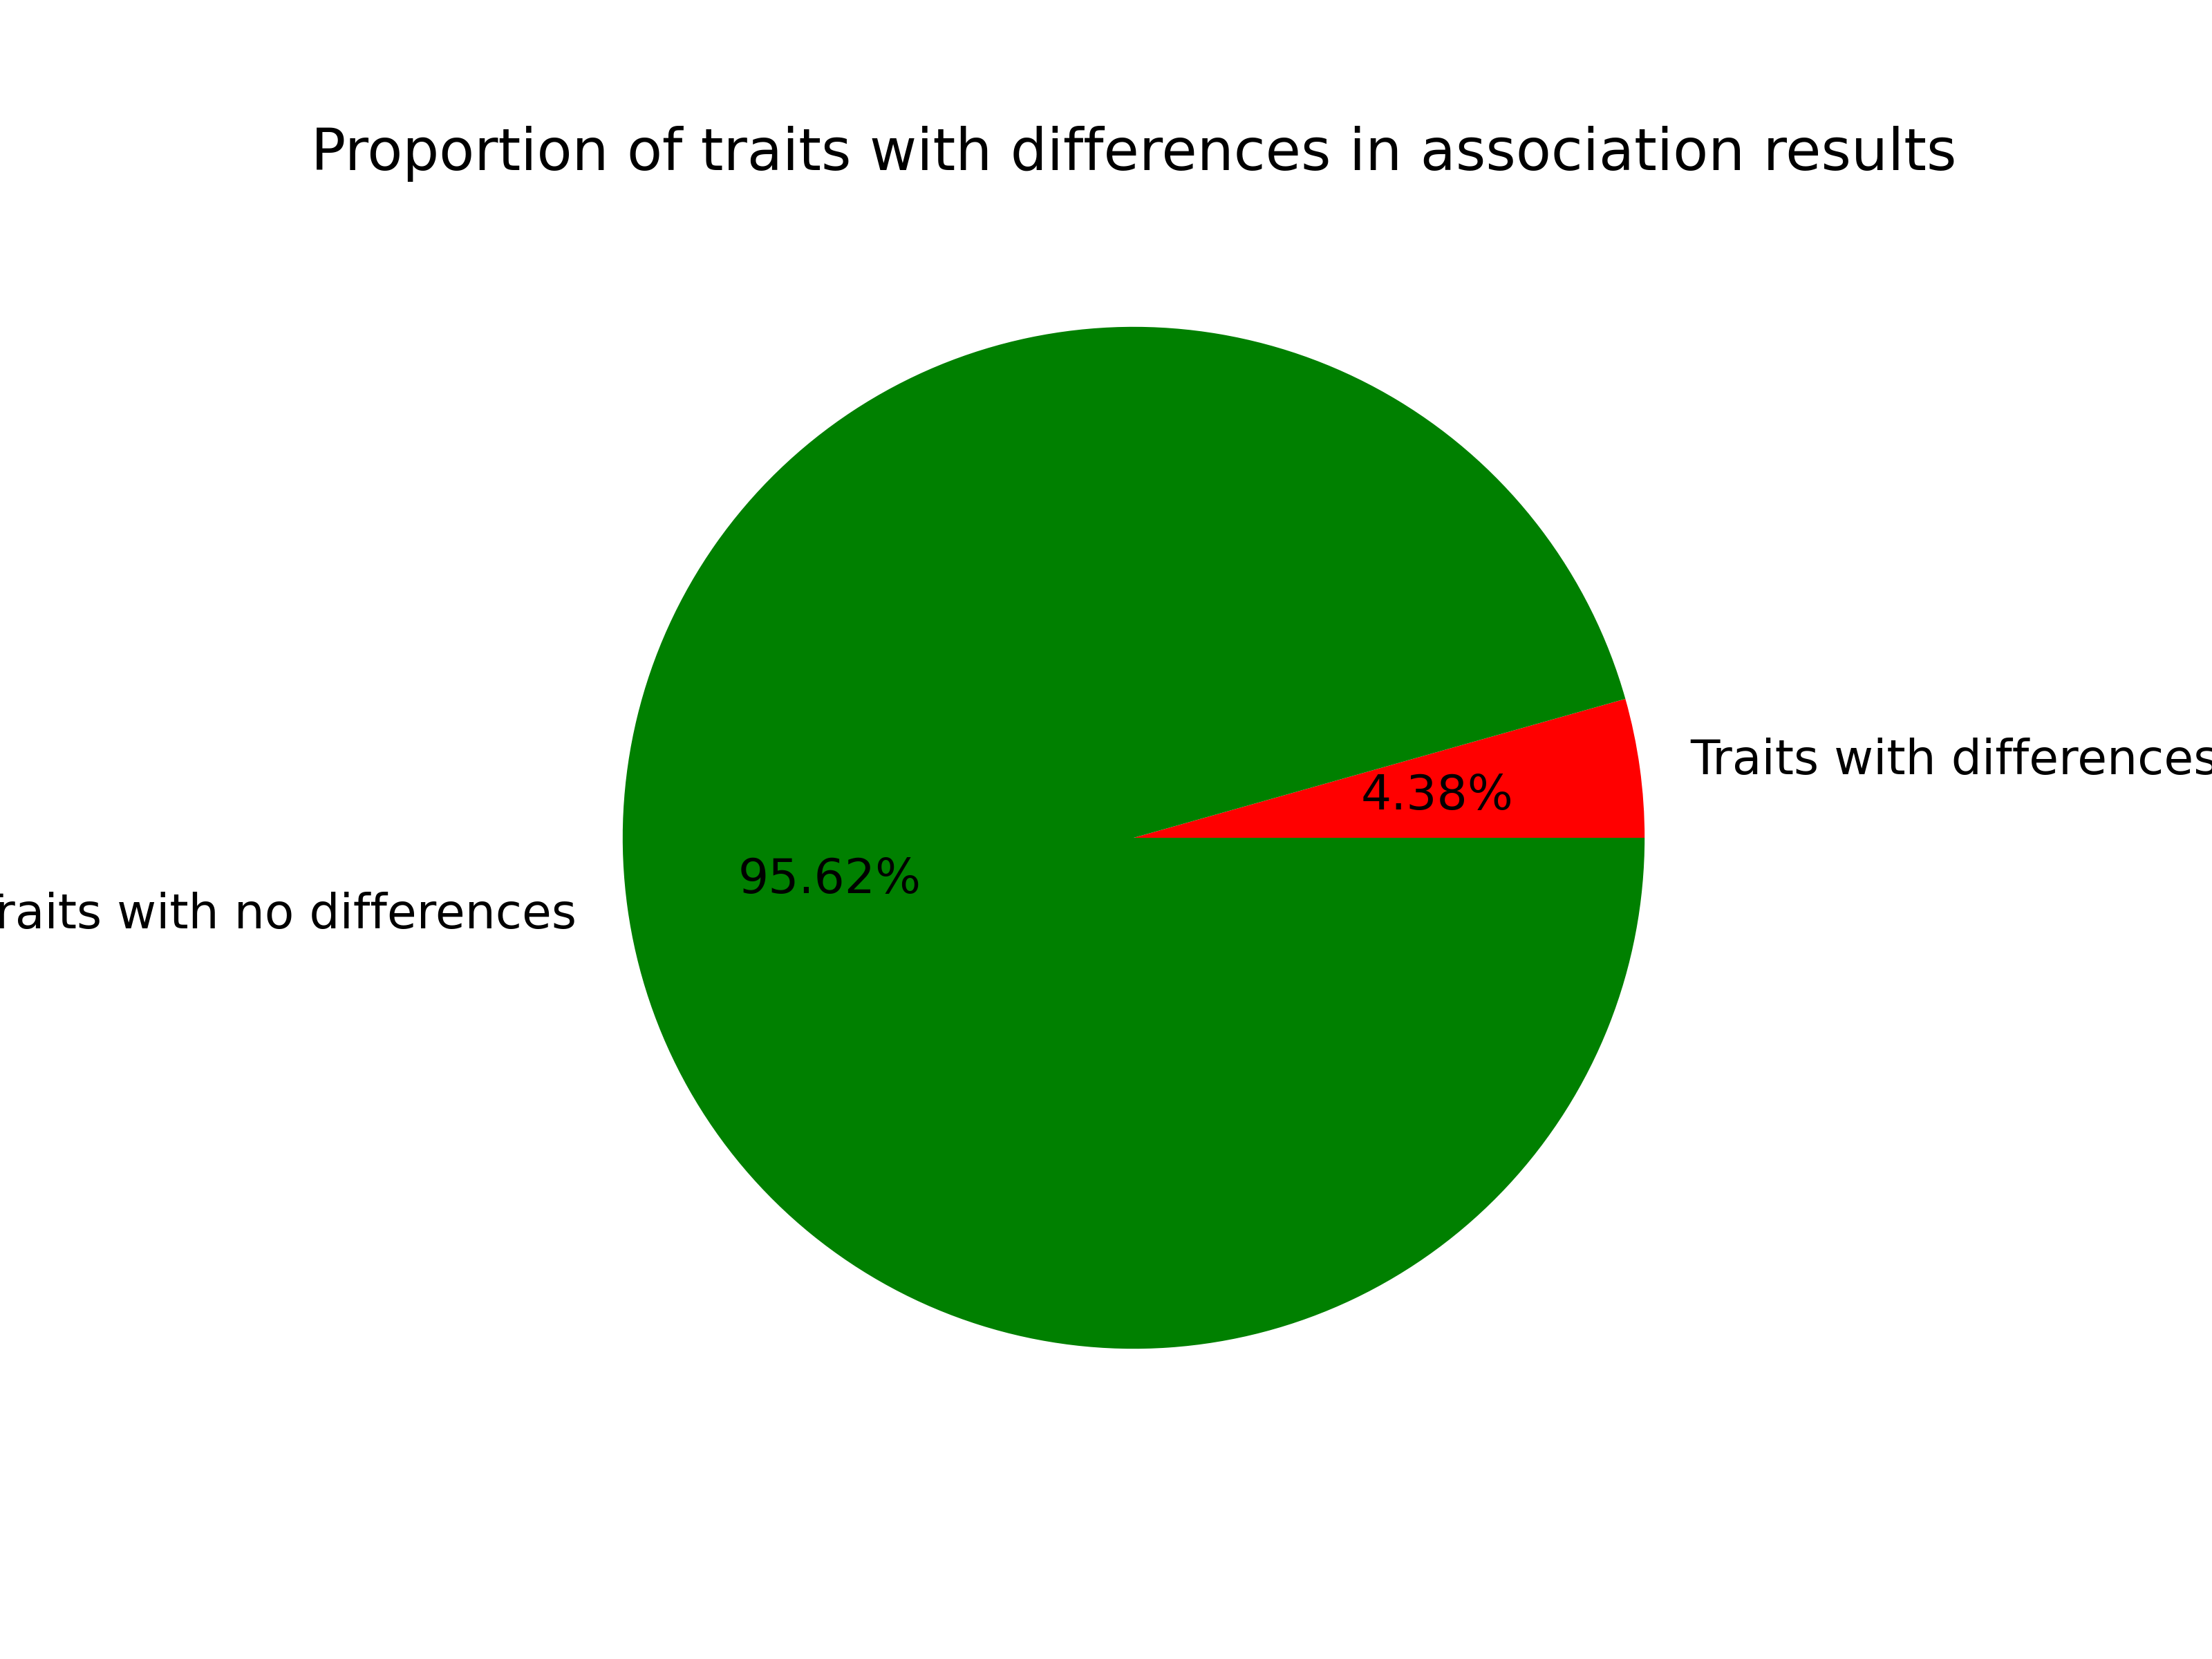 Proportion of traits with differences in association results
Traits with differences
4.38%
95.62%
raits with no differences